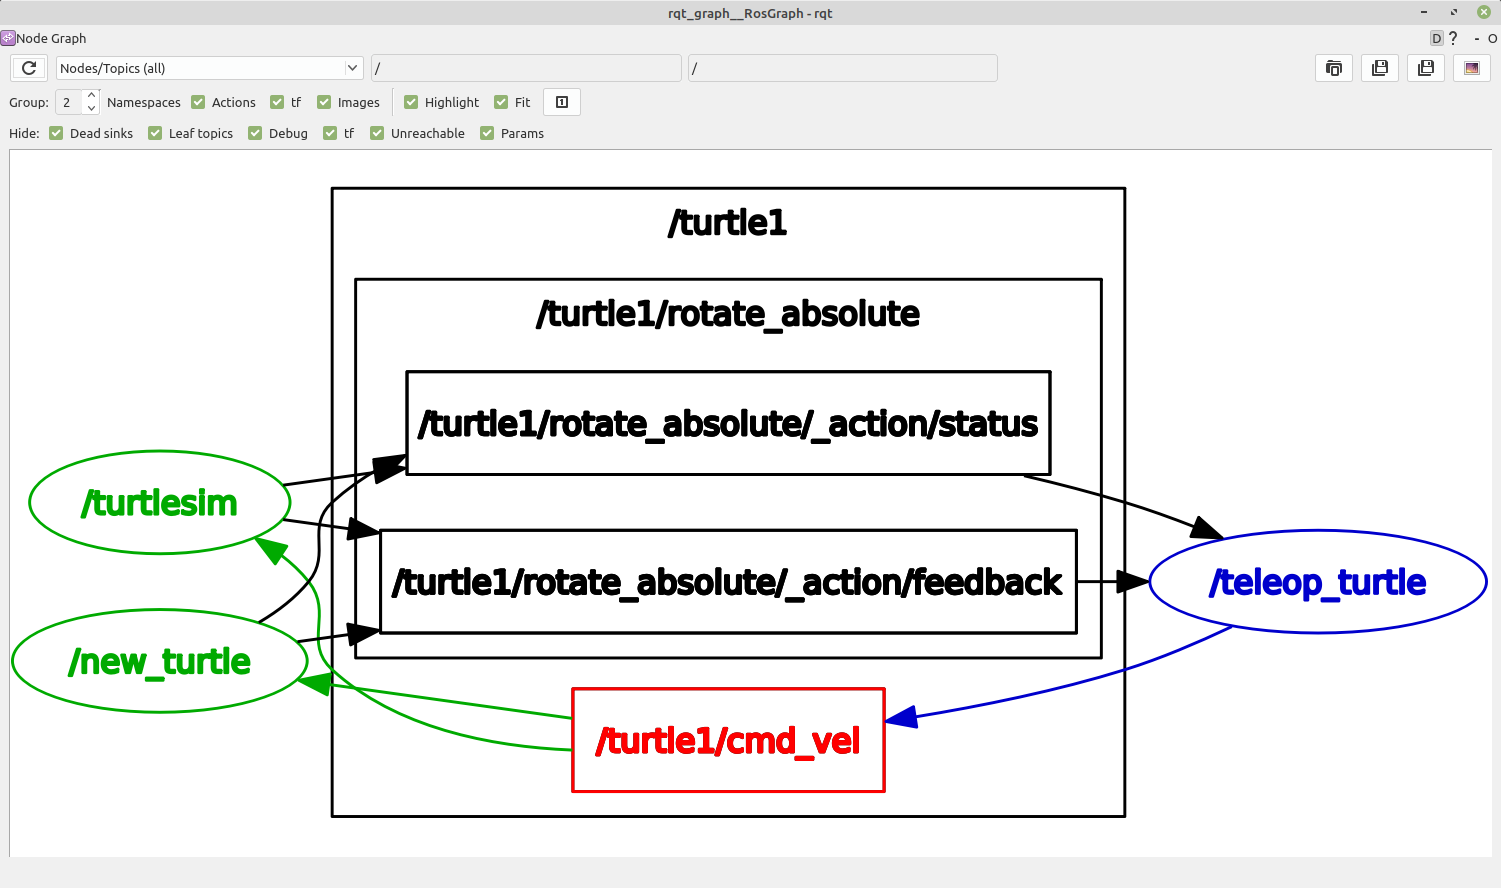 rqt_graph__RosGraph - rqt
Node Graph
D ? - O
Nodes/Topics (all) / /
Group: 2 Namespaces Actions tf Images Highlight Fit 1
Hide: Dead sinks Leaf topics Debug tf Unreachable Params
/turtle1
/turtle1/rotate_absolute
/turtle1/rotate_absolute/_action/status
/turtlesim
/turtle1/rotate_absolute/_action/feedback
/teleop_turtle
/new_turtle
/turtle1/cmd_vel